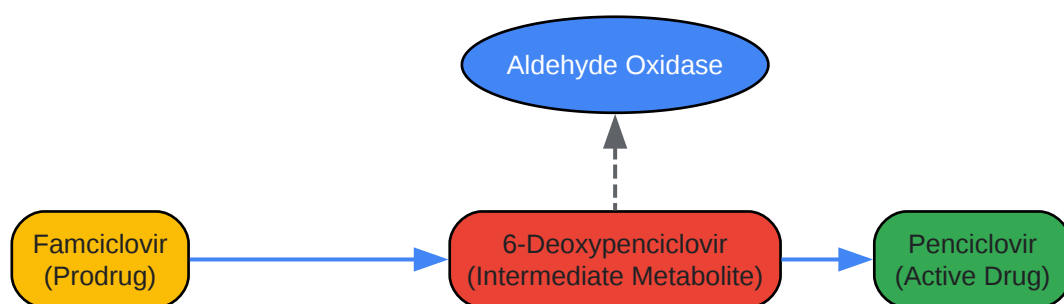 Aldehyde Oxidase
Famciclovir
(Prodrug)
6-Deoxypenciclovir
(Intermediate Metabolite)
Penciclovir
(Active Drug)